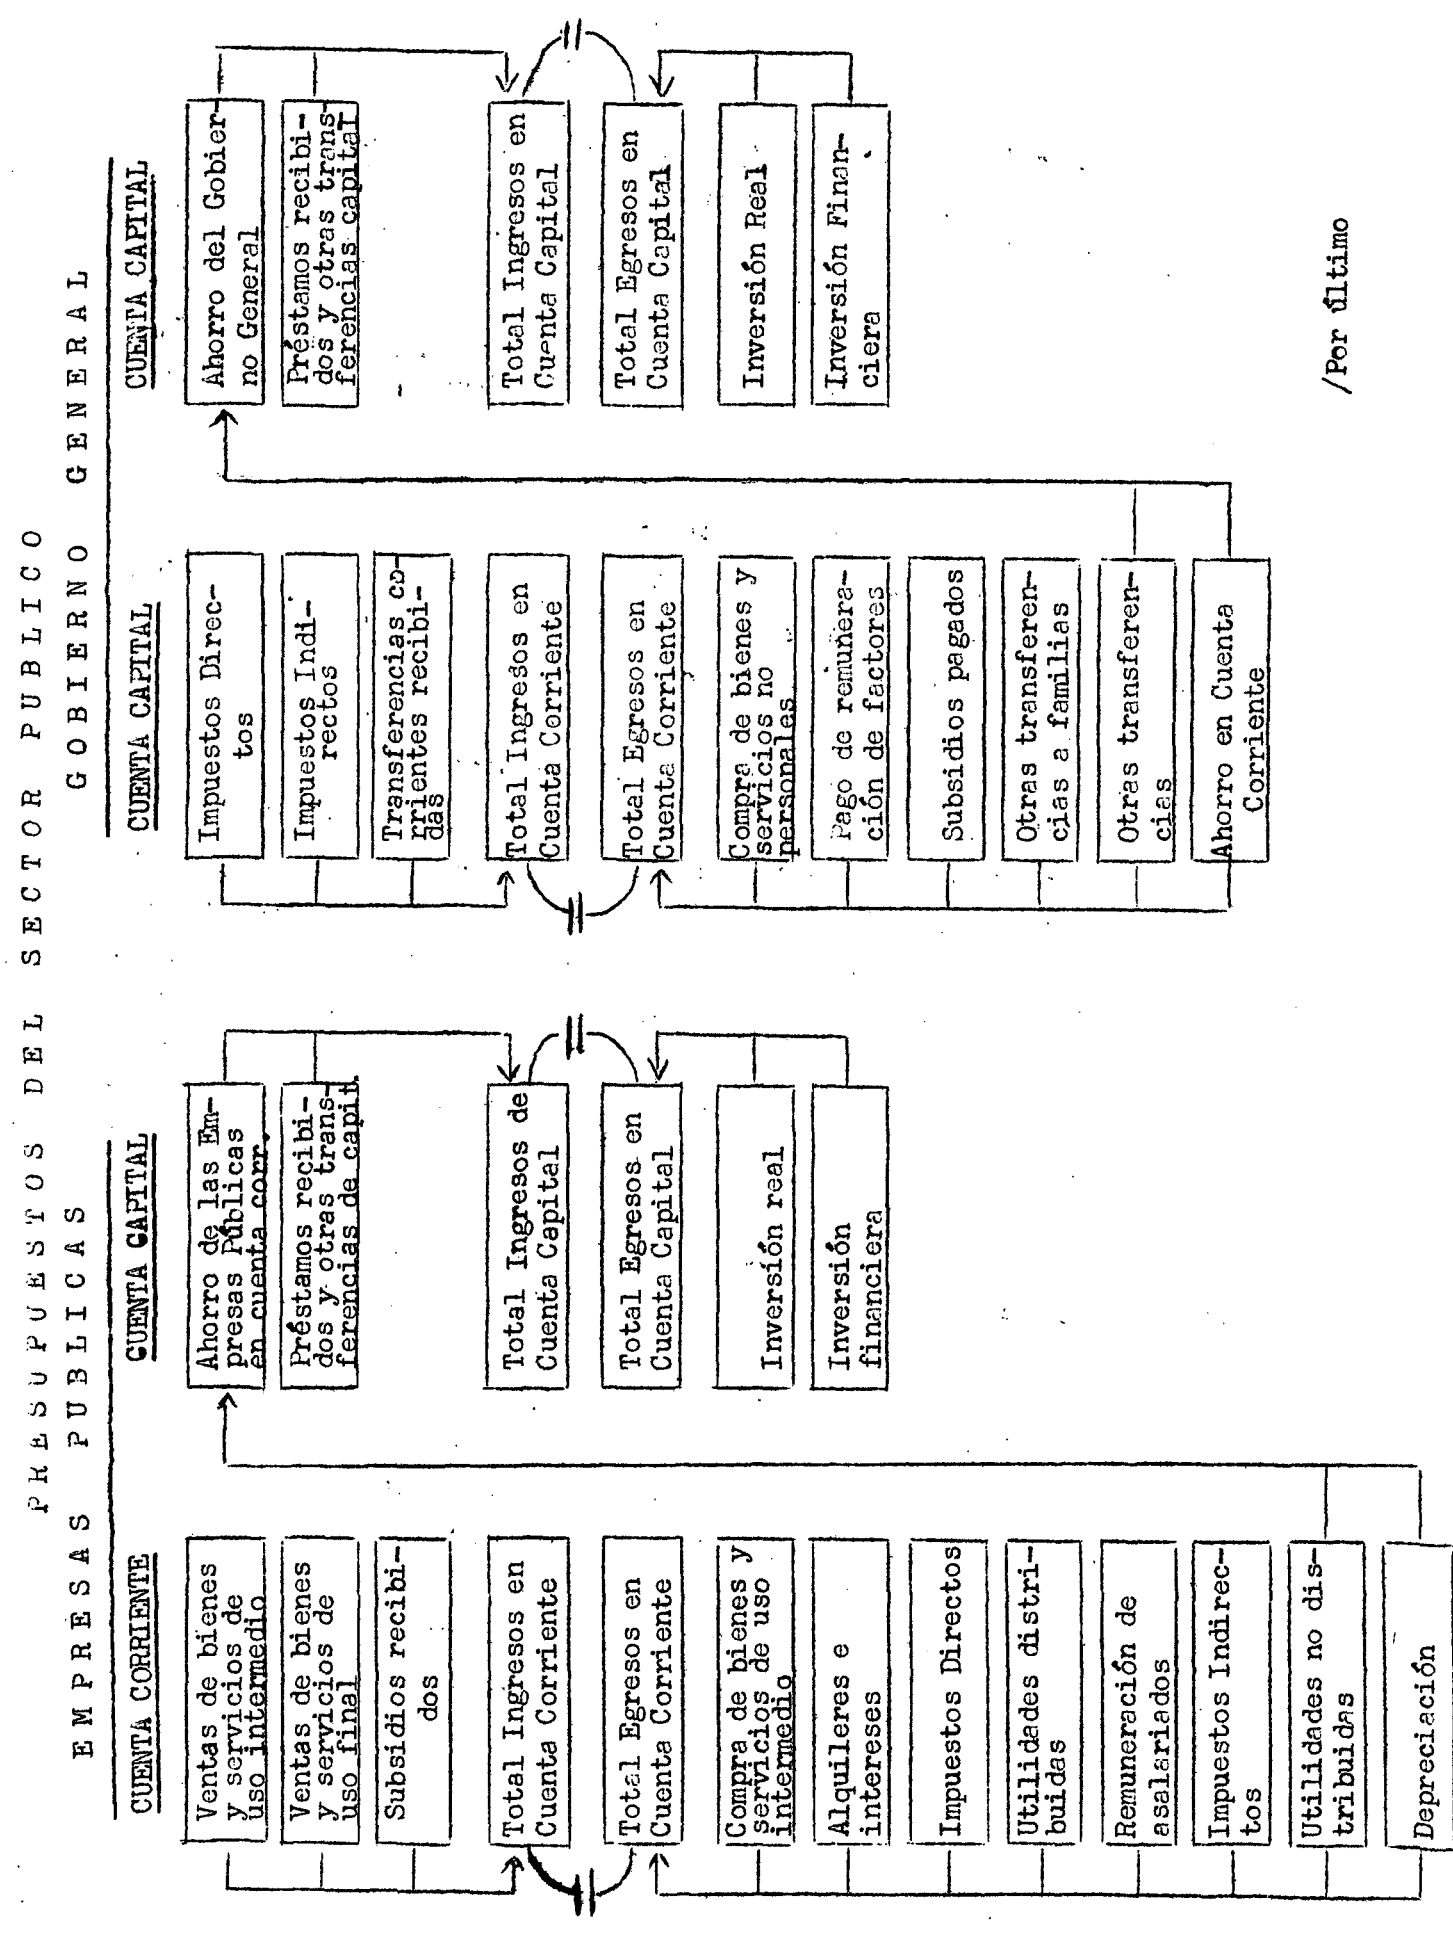 PRESUPUESTOS DEL SECTOR PUBLICO
EMPRESAS PUBLICAS
GOBIERNO GENERAL
CUENTA CORRIENTE
Ventas de bienes
y servicios de
uso intermedio
Ventas de bienes
y servicios de
uso final
Subsidios recibi-
dos
Total Ingresos en
Cuenta Corriente
Total Egresos en
Cuenta Corriente
Compra de bienes y
servicios de uso
intermedio
Alquileres e
intereses
Impuestos Directos
Utilidades distri-
buidas
Remuneración de
asalariados
Impuestos Indirec-
tos
Utilidades no dis-
tribuidas
Depreciación
CUENTA CAPITAL
Ahorro de las Em-
presas Públicas
en cuenta corr.
Préstamos recibi-
dos y otras trans-
ferencias de capit.
Total Ingresos de
Cuenta Capital
Total Egresos en
Cuenta Capital
Inversión real
Inversión
financiera
CUENTA CAPITAL
Impuestos Direc-
tos
Impuestos Indi-
rectos
Transferencias co-
rrientes recibi-
das
Total Ingresos en
Cuenta Corriente
Total Egresos en
Cuenta Corriente
Compra de bienes y
servicios no
personales
Pago de remunera-
ción de factores
Subsidios pagados
Otras transferen-
cias a familias
Otras transferen-
cias
Ahorro en Cuenta
Corriente
CUENTA CAPITAL
Ahorro del Gobier-
no General
Préstamos recibi-
dos y otras trans-
ferencias capital
Total Ingresos en
Cuenta Capital
Total Egresos en
Cuenta Capital
Inversión Real
Inversión Finan-
ciera
/Por último